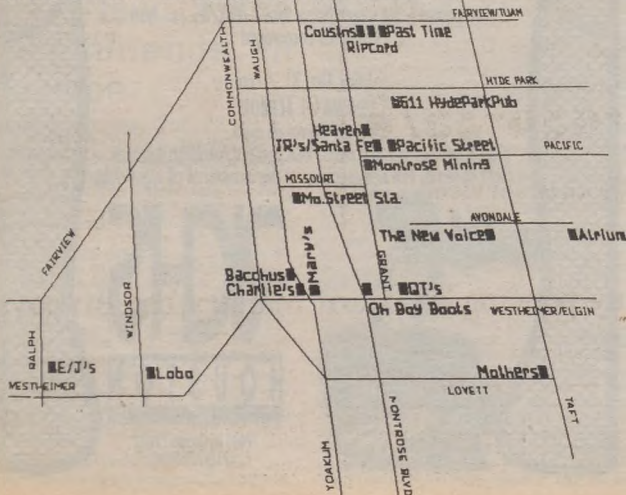 FAIRVIEW/TUAM
Cousins Past Time
Ripcord
COMMONWEALTH
WAUGH
HYDE PARK
611 HydeParkPub
Heaven
JR's/Santa Fe Pacific Street
PACIFIC
Montrose Mining
MISSOURI
Mo.Street Sta.
AVONDALE
The New Voice
Atrium
FAIRVIEW
Mary's
GRANT
Bacchus
Charlie's
QT's
WINDSOR
Oh Boy Books
WESTHEIMER/ELGIN
RALPH
E/J's
Lobo
Mothers
WESTHEIMER
LOVETT
TAFT
YOAKUM
MONTROSE BLVD